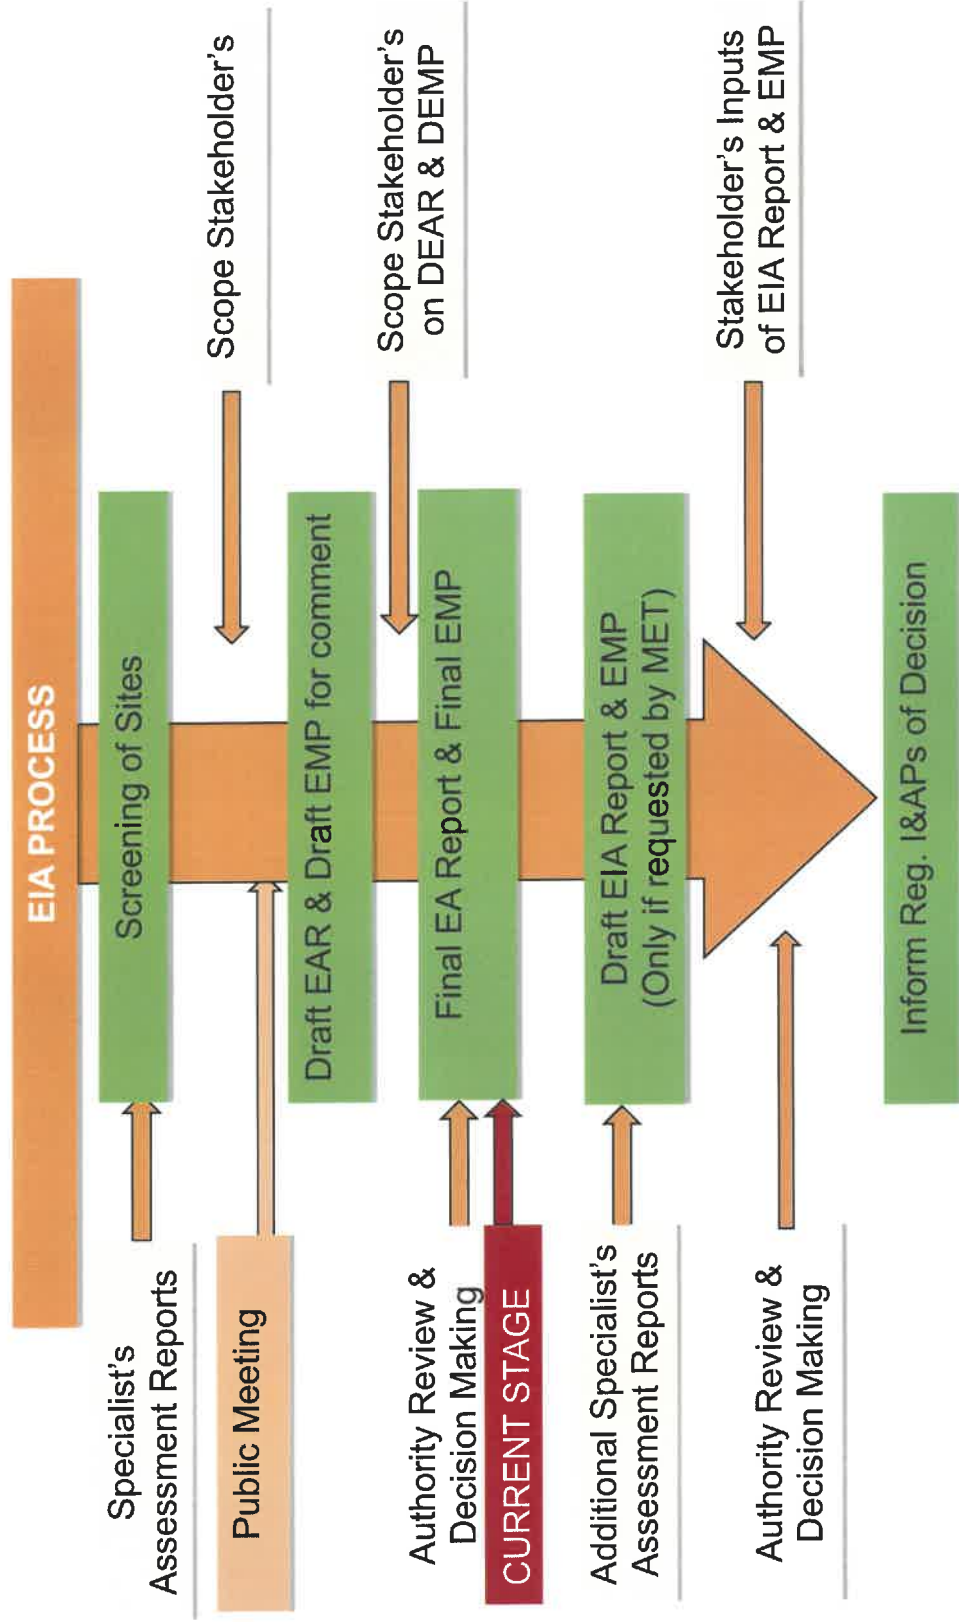 EIA PROCESS
Specialist's
Assessment Reports
Screening of Sites
Scope Stakeholder's
Public Meeting
Draft EAR & Draft EMP for comment
Scope Stakeholder's
on DEAR & DEMP
Authority Review &
Decision Making
Final EA Report & Final EMP
CURRENT STAGE
Additional Specialist's
Assessment Reports
Draft EIA Report & EMP
(Only if requested by MET)
Stakeholder's Inputs
of EIA Report & EMP
Authority Review &
Decision Making
Inform Reg. I&APs of Decision